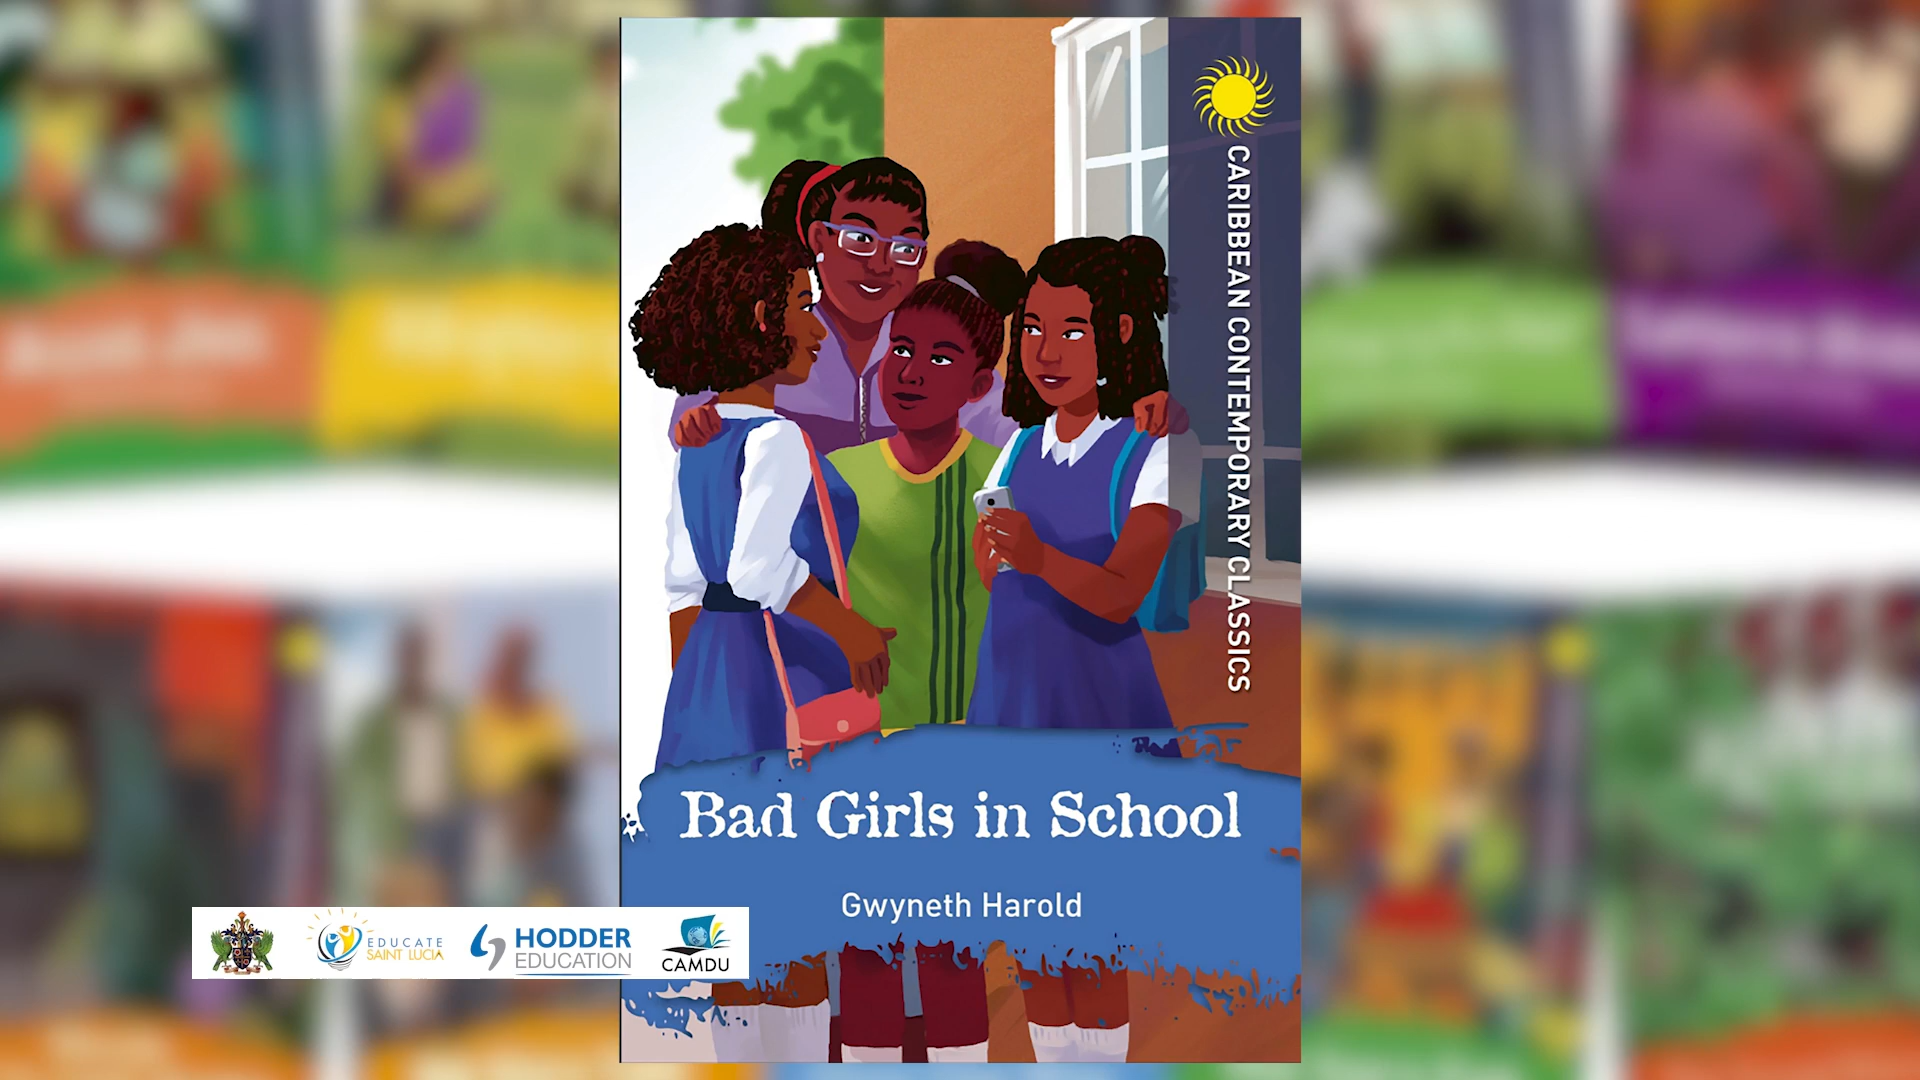 CARIBBEAN CONTEMPORARY CLASSICS
Bad Girls in School
Gwyneth Harold
EDUCATE
SAINT LUCIA
HODDER
EDUCATION
CAMDU